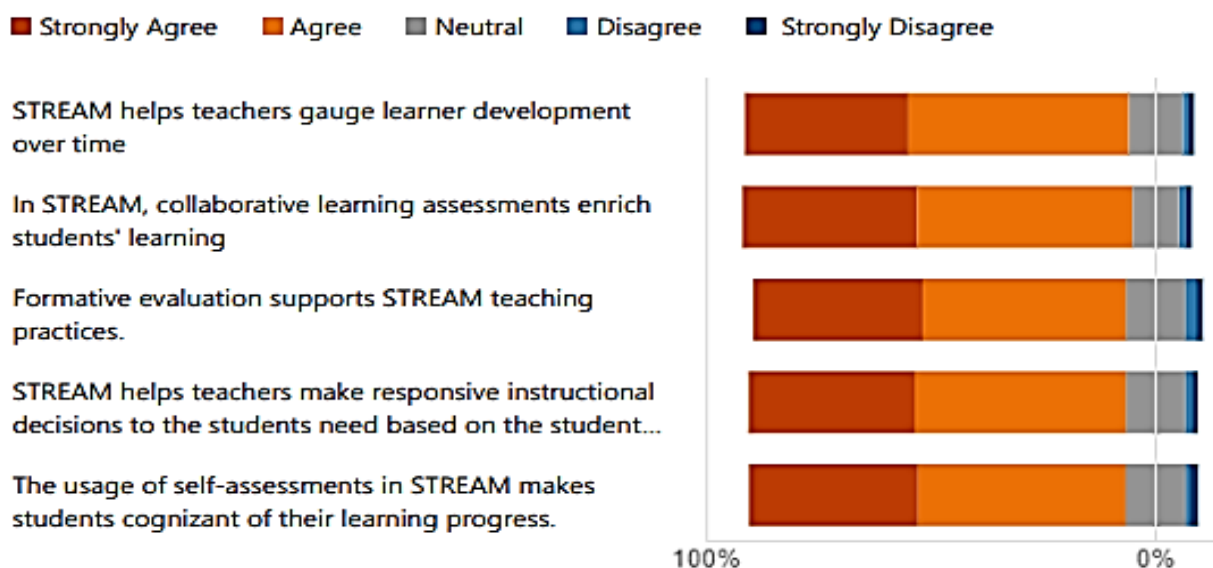 Strongly Agree Agree Neutral Disagree Strongly Disagree
STREAM helps teachers gauge learner development
over time
In STREAM, collaborative learning assessments enrich
students' learning
Formative evaluation supports STREAM teaching
practices.
STREAM helps teachers make responsive instructional
decisions to the students need based on the student...
The usage of self-assessments in STREAM makes
students cognizant of their learning progress.
100% 0%